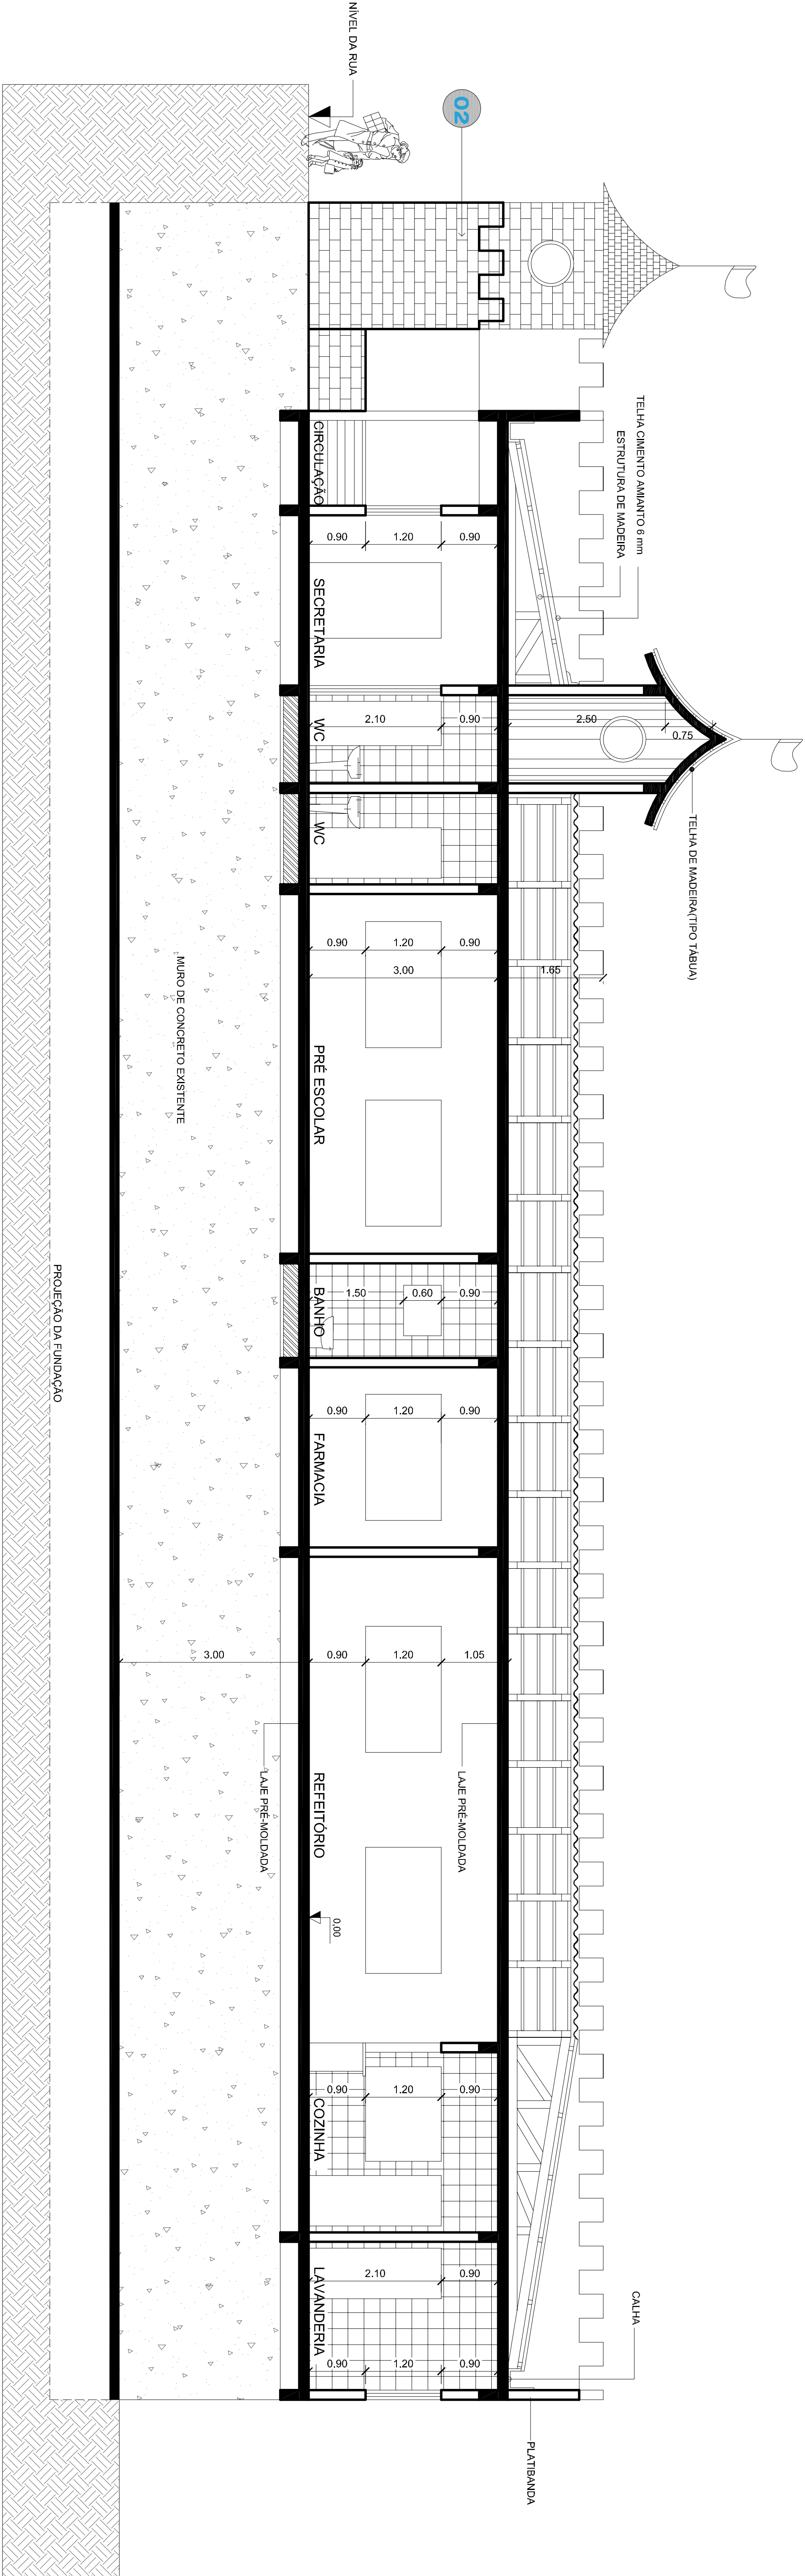 NÍVEL DA RUA
02
TELHA CIMENTO AMIANTO 6 mm
ESTRUTURA DE MADEIRA
CIRCULAÇÃO
0.90
1.20
0.90
SECRETARIA
2.10
0.90
2.50
0.75
WC
TELHA DE MADEIRA(TIPO TÁBUA)
WC
0.90
1.20
0.90
3.00
1.65
MURO DE CONCRETO EXISTENTE
PRÉ ESCOLAR
PROJEÇÃO DA FUNDAÇÃO
1.50
0.60
0.90
BANHO
0.90
1.20
0.90
FARMACIA
3.00
0.90
1.20
1.05
LAJE PRÉ-MOLDADA
REFEITÓRIO
LAJE PRÉ-MOLDADA
0,00
0.90
1.20
0.90
COZINHA
2.10
0.90
LAVANDERIA
0.90
1.20
0.90
CALHA
PLATIBANDA